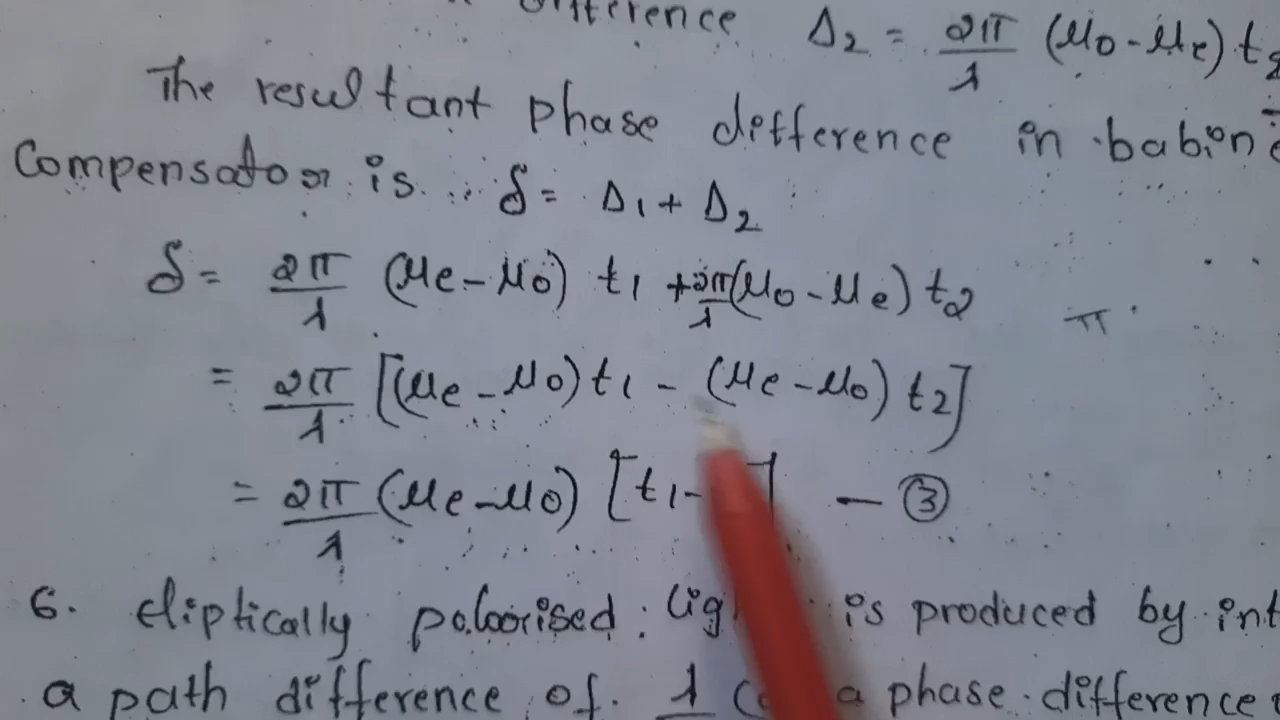 difference Δ₂ = 2π/λ (μo - μe) t₂
The resultant phase difference in babine
Compensator is δ = Δ₁ + Δ₂
δ = 2π/λ (μe - μo) t₁ + 2π/λ (μo - μe) t₂
π
= 2π/λ [(μe - μo) t₁ - (μe - μo) t₂]
= 2π/λ (μe - μo) [t₁ - ] — ③
6. eliptically polarised is produced by
a path difference of a phase difference